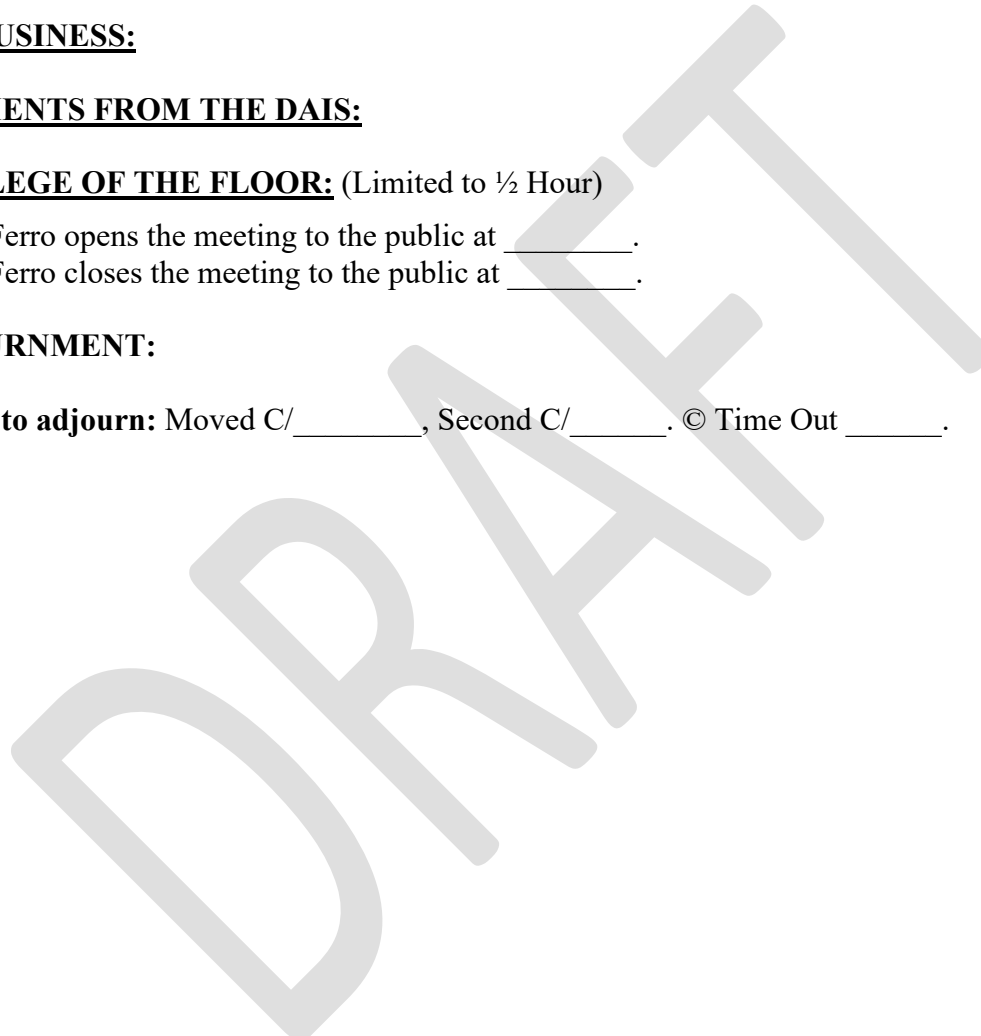 USINESS:
ENTS FROM THE DAIS:
LEGE OF THE FLOOR: (Limited to ½ Hour)
Ferro opens the meeting to the public at ________.
Ferro closes the meeting to the public at ________.
URNMENT:
to adjourn: Moved C/________, Second C/______. © Time Out ______.
DRAFT